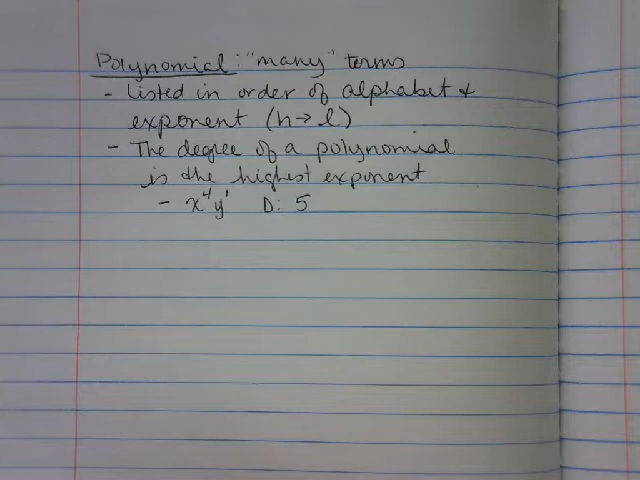 Polynomial: "many" terms
- Listed in order of alphabet &
exponent (h→l)
- The degree of a polynomial
is the highest exponent
- x⁴y¹ D: 5